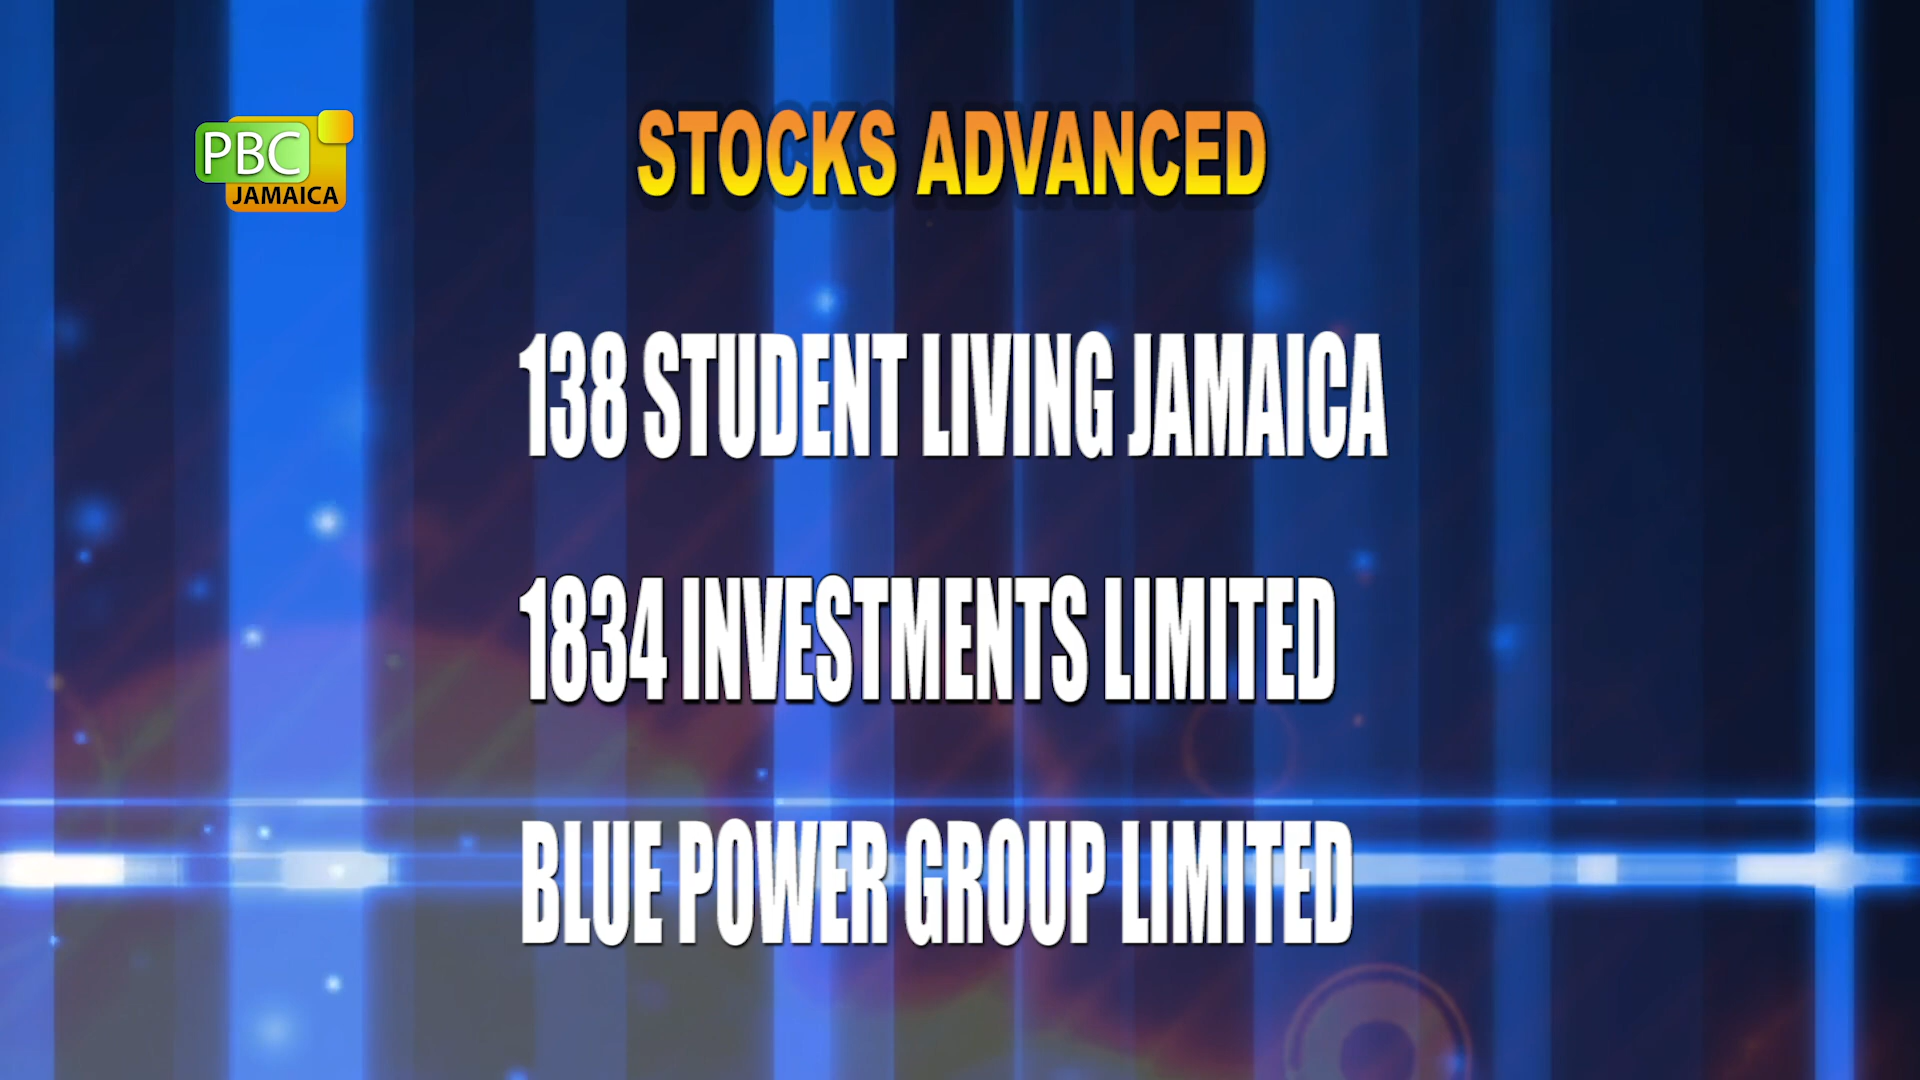 PBC
JAMAICA
STOCKS ADVANCED
138 STUDENT LIVING JAMAICA
1834 INVESTMENTS LIMITED
BLUE POWER GROUP LIMITED